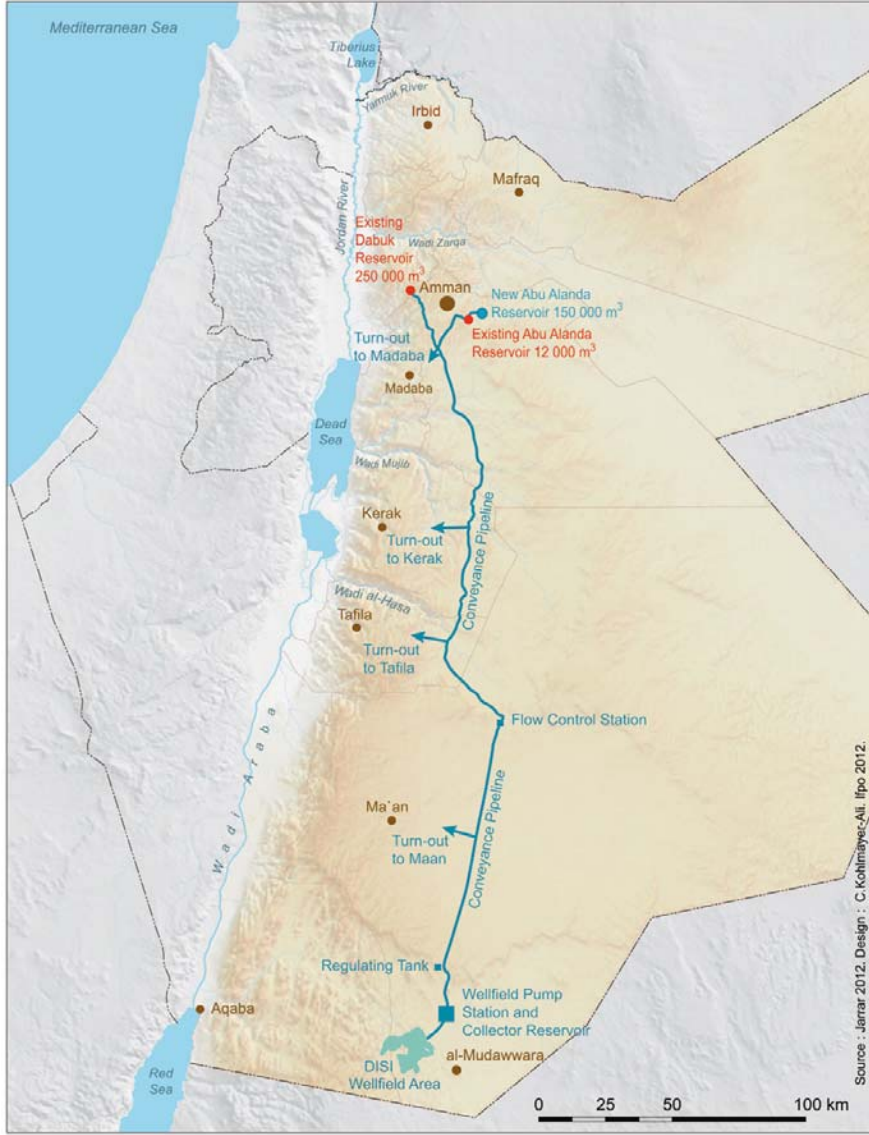 Mediterranean Sea
Tiberius
Lake
Yarmuk River
Irbid
Mafraq
Jordan River
Existing
Dabuk
Reservoir
250 000 m³
Wadi Zarqa
Amman
New Abu Alanda
Reservoir 150 000 m³
Existing Abu Alanda
Reservoir 12 000 m³
Turn-out
to Madaba
Madaba
Dead
Sea
Wadi Mujib
Kerak
Turn-out
to Kerak
Conveyance Pipeline
Wadi al-Hasa
Tafila
Turn-out
to Tafila
Flow Control Station
Wadi Araba
Ma`an
Turn-out
to Maan
Conveyance Pipeline
Regulating Tank
Wellfield Pump
Station and
Collector Reservoir
Aqaba
DISI
Wellfield Area
al-Mudawwara
Red
Sea
0 25 50 100 km
Source : Jarrar 2012. Design : C.Kohlmayer-Ali. Ifpo 2012.